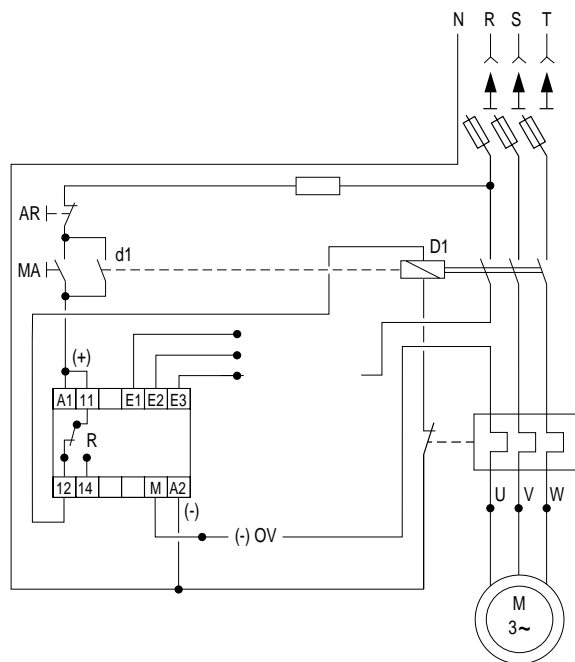 N R S T
AR
D1
d1
MA
(+)
A1 11 E1 E2 E3
R
12 14 M A2
(-)
(-) OV
U V W
M
3~